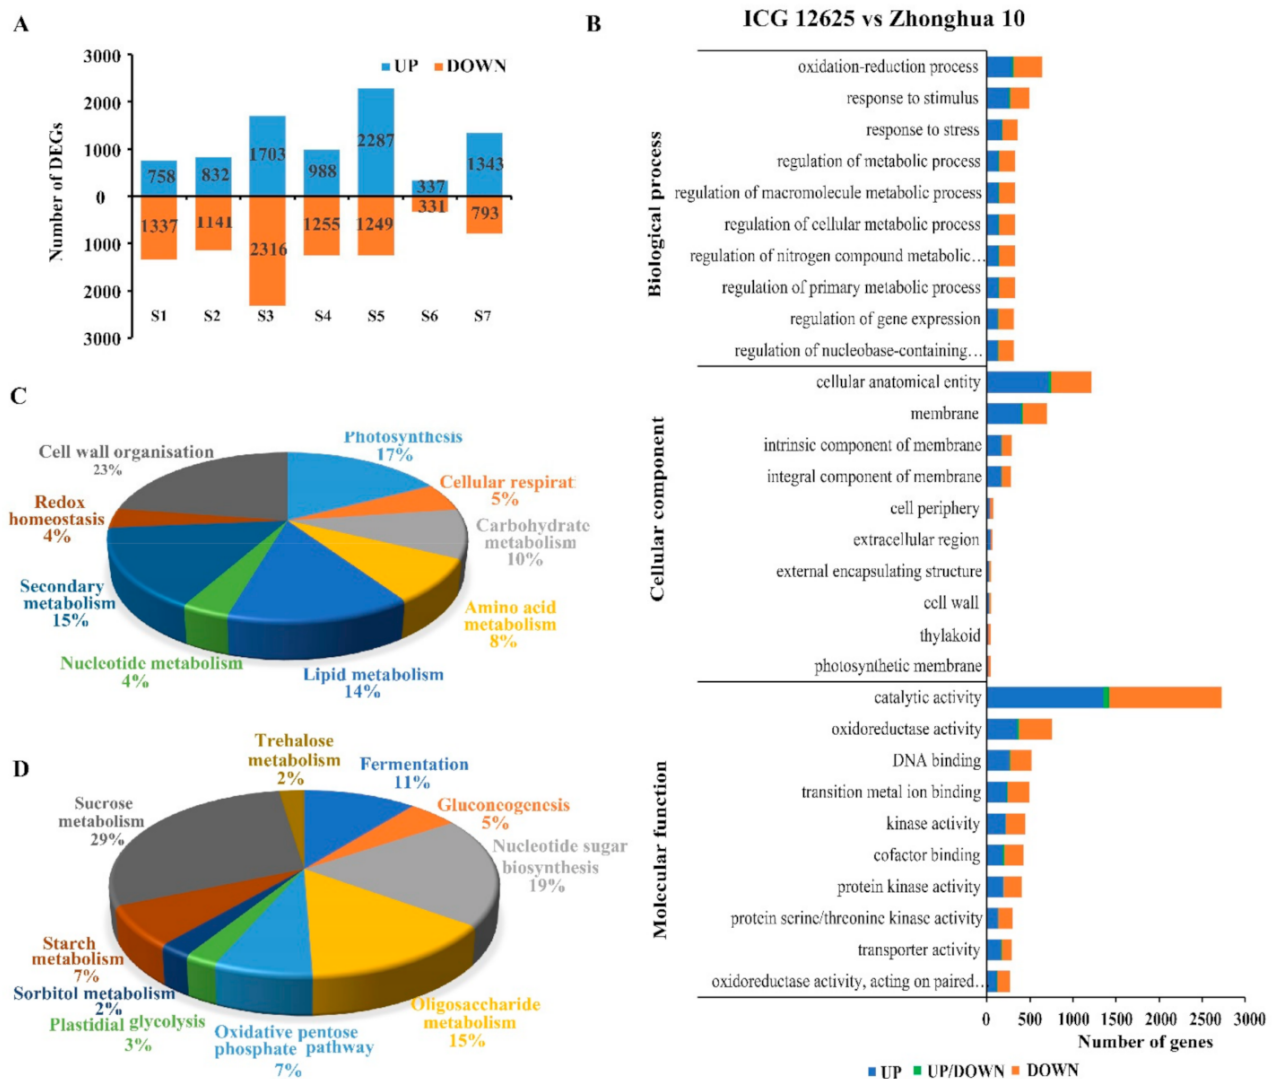 A
3000
2000
1000
0
1000
2000
3000
Number of DEGs
UP DOWN
758 832 1703 988 2287 337 1343
1337 1141 2316 1255 1249 331 793
S1 S2 S3 S4 S5 S6 S7
B
ICG 12625 vs Zhonghua 10
Biological process
oxidation-reduction process
response to stimulus
response to stress
regulation of metabolic process
regulation of macromolecule metabolic process
regulation of cellular metabolic process
regulation of nitrogen compound metabolic...
regulation of primary metabolic process
regulation of gene expression
regulation of nucleobase-containing...
Cellular component
cellular anatomical entity
membrane
intrinsic component of membrane
integral component of membrane
cell periphery
extracellular region
external encapsulating structure
cell wall
thylakoid
photosynthetic membrane
Molecular function
catalytic activity
oxidoreductase activity
DNA binding
transition metal ion binding
kinase activity
cofactor binding
protein kinase activity
protein serine/threonine kinase activity
transporter activity
oxidoreductase activity, acting on paired...
0 500 1000 1500 2000 2500 3000
Number of genes
UP UP/DOWN DOWN
C
Photosynthesis
17%
Cellular respirat
5%
Carbohydrate
metabolism
10%
Amino acid
metabolism
8%
Lipid metabolism
14%
Nucleotide metabolism
4%
Secondary
metabolism
15%
Redox
homeostasis
4%
Cell wall organisation
23%
D
Trehalose
metabolism
2%
Fermentation
11%
Gluconeogenesis
5%
Nucleotide sugar
biosynthesis
19%
Oligosaccharide
metabolism
15%
Oxidative pentose
phosphate pathway
7%
Plastidial glycolysis
3%
Sorbitol metabolism
2%
Starch
metabolism
7%
Sucrose
metabolism
29%